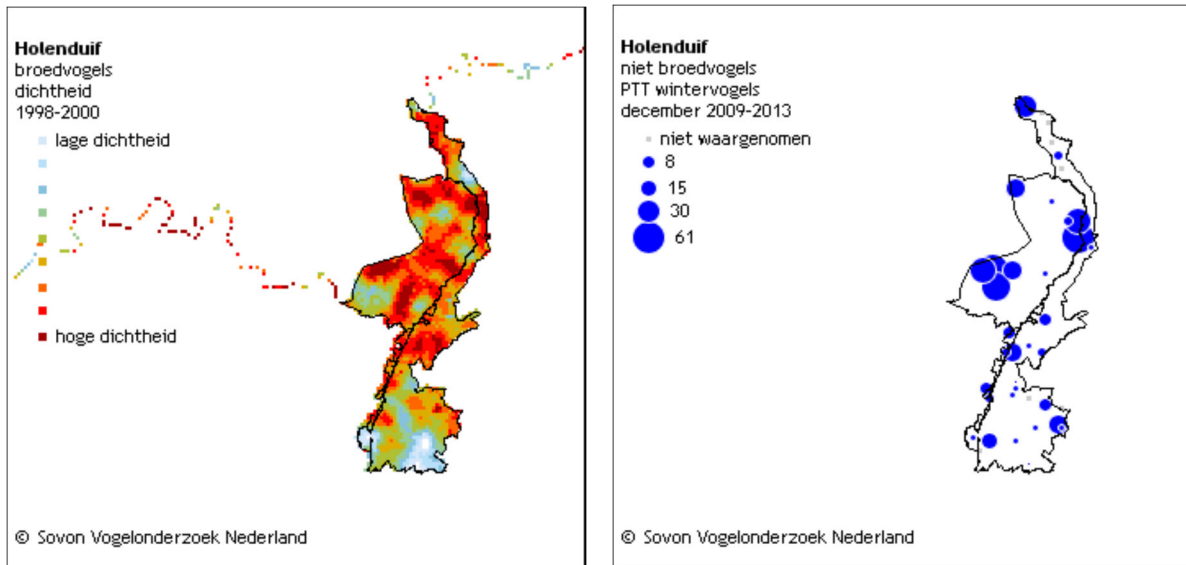 Holenduif
broedvogels
dichtheid
1998-2000
lage dichtheid
hoge dichtheid
© Sovon Vogelonderzoek Nederland
Holenduif
niet broedvogels
PTT wintervogels
december 2009-2013
niet waargenomen
8
15
30
61
© Sovon Vogelonderzoek Nederland